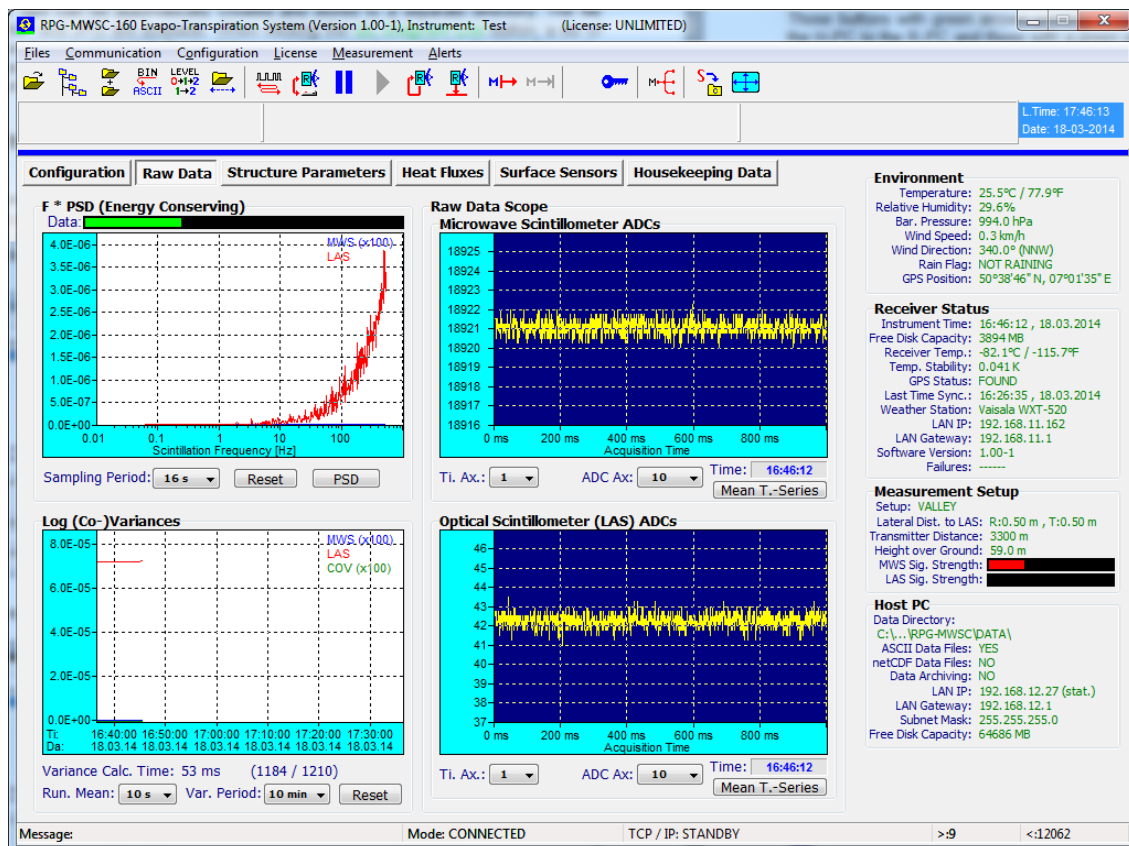 RPG-MWSC-160 Evapo-Transpiration System (Version 1.00-1), Instrument: Test (License: UNLIMITED)
Files Communication Configuration License Measurement Alerts
BIN ASCII
LEVEL 0+1+2 1→2
L.Time: 17:46:13
Date: 18-03-2014
Configuration Raw Data Structure Parameters Heat Fluxes Surface Sensors Housekeeping Data
F * PSD (Energy Conserving)
Data:
MWS (x100)
LAS
4.0E-06
3.5E-06
3.0E-06
2.5E-06
2.0E-06
1.5E-06
1.0E-06
5.0E-07
0.0E+00
0.01 0.1 1 10 100
Scintillation Frequency [Hz]
Sampling Period: 16 s Reset PSD
Log (Co-)Variances
MWS (x100)
LAS
COV (x100)
8.0E-05
6.0E-05
4.0E-05
2.0E-05
0.0E+00
Ti: 16:40:00 16:50:00 17:00:00 17:10:00 17:20:00 17:30:00
Da: 18.03.14 18.03.14 18.03.14 18.03.14 18.03.14 18.03.14
Variance Calc. Time: 53 ms (1184 / 1210)
Run. Mean: 10 s Var. Period: 10 min Reset
Raw Data Scope
Microwave Scintillometer ADCs
18925
18924
18923
18922
18921
18920
18919
18918
18917
18916
0 ms 200 ms 400 ms 600 ms 800 ms
Acquisition Time
Ti. Ax.: 1 ADC Ax: 10 Time: 16:46:12
Mean T.-Series
Optical Scintillometer (LAS) ADCs
46
45
44
43
42
41
40
39
38
37
0 ms 200 ms 400 ms 600 ms 800 ms
Acquisition Time
Ti. Ax.: 1 ADC Ax: 10 Time: 16:46:12
Mean T.-Series
Environment
Temperature: 25.5°C / 77.9°F
Relative Humidity: 29.6%
Bar. Pressure: 994.0 hPa
Wind Speed: 0.3 km/h
Wind Direction: 340.0° (NNW)
Rain Flag: NOT RAINING
GPS Position: 50°38'46" N, 07°01'35" E
Receiver Status
Instrument Time: 16:46:12 , 18.03.2014
Free Disk Capacity: 3894 MB
Receiver Temp.: -82.1°C / -115.7°F
Temp. Stability: 0.041 K
GPS Status: FOUND
Last Time Sync.: 16:26:35 , 18.03.2014
Weather Station: Vaisala WXT-520
LAN IP: 192.168.11.162
LAN Gateway: 192.168.11.1
Software Version: 1.00-1
Failures: ------
Measurement Setup
Setup: VALLEY
Lateral Dist. to LAS: R:0.50 m , T:0.50 m
Transmitter Distance: 3300 m
Height over Ground: 59.0 m
MWS Sig. Strength:
LAS Sig. Strength:
Host PC
Data Directory:
C:\...\RPG-MWSC\DATA\
ASCII Data Files: YES
netCDF Data Files: NO
Data Archiving: NO
LAN IP: 192.168.12.27 (stat.)
LAN Gateway: 192.168.12.1
Subnet Mask: 255.255.255.0
Free Disk Capacity: 64686 MB
Message: Mode: CONNECTED TCP / IP: STANDBY >:9 <:12062